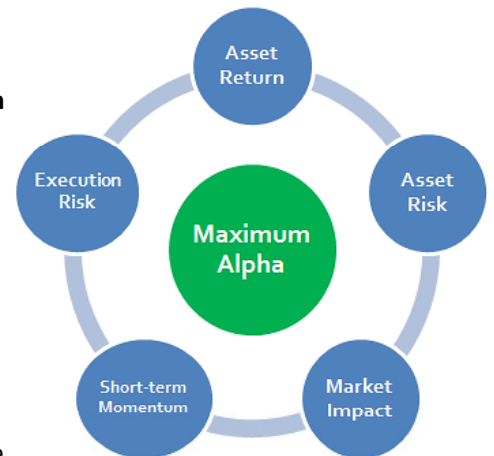 Asset
Return
Execution
Risk
Asset
Risk
Maximum
Alpha
Short-term
Momentum
Market
Impact